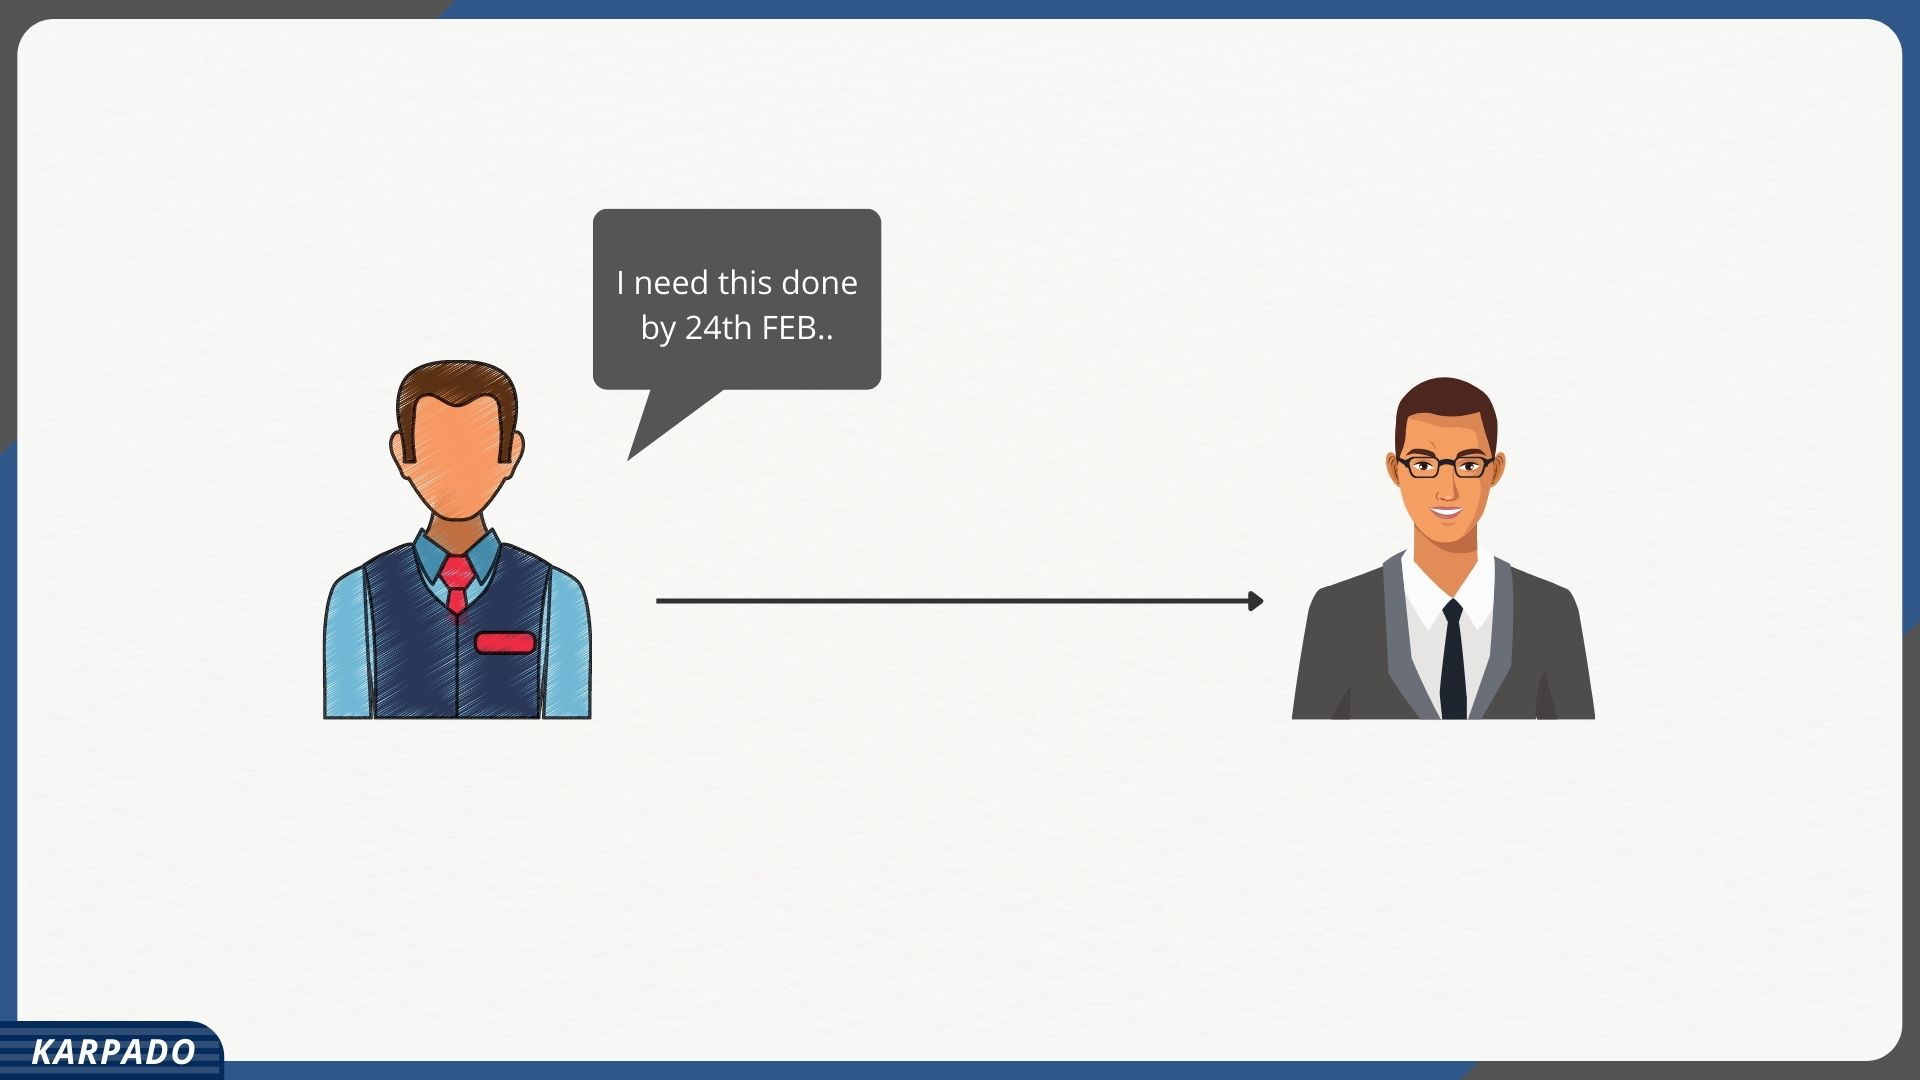 I need this done
by 24th FEB..
KARPADO